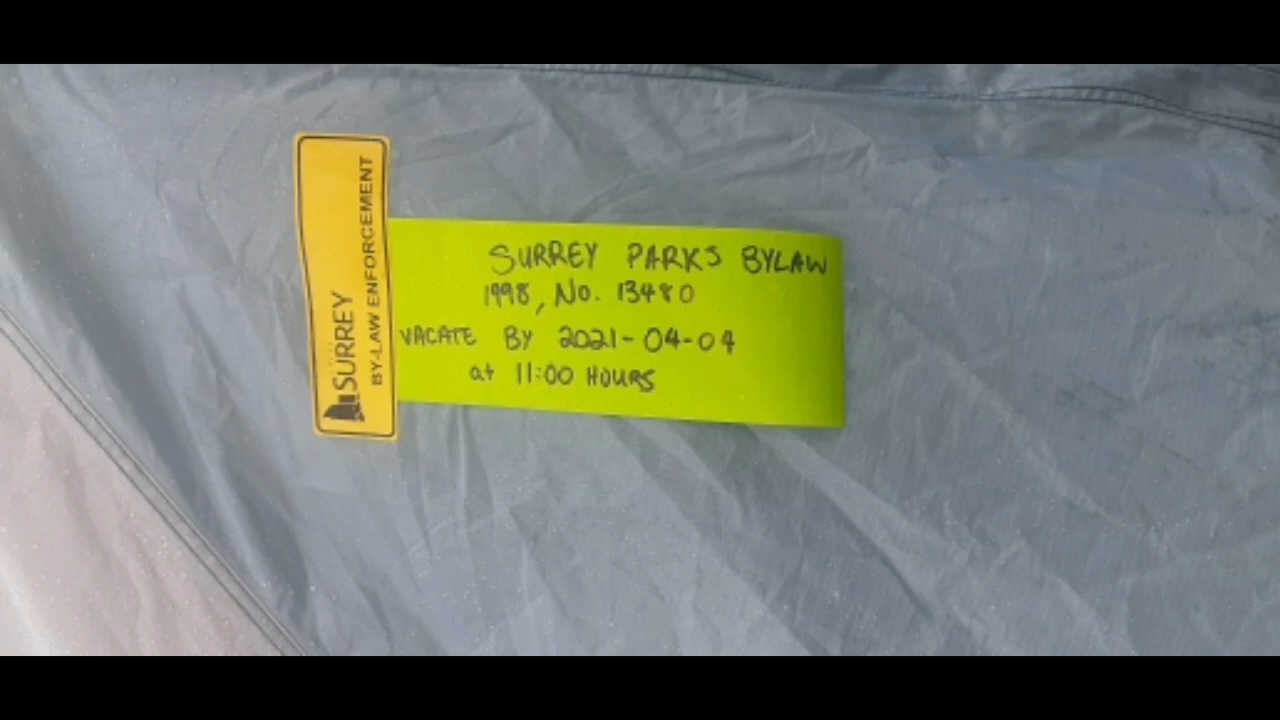 SURREY
BY-LAW ENFORCEMENT
SURREY PARKS BYLAW
1998, No. 13480
VACATE BY 2021-04-04
at 11:00 HOURS